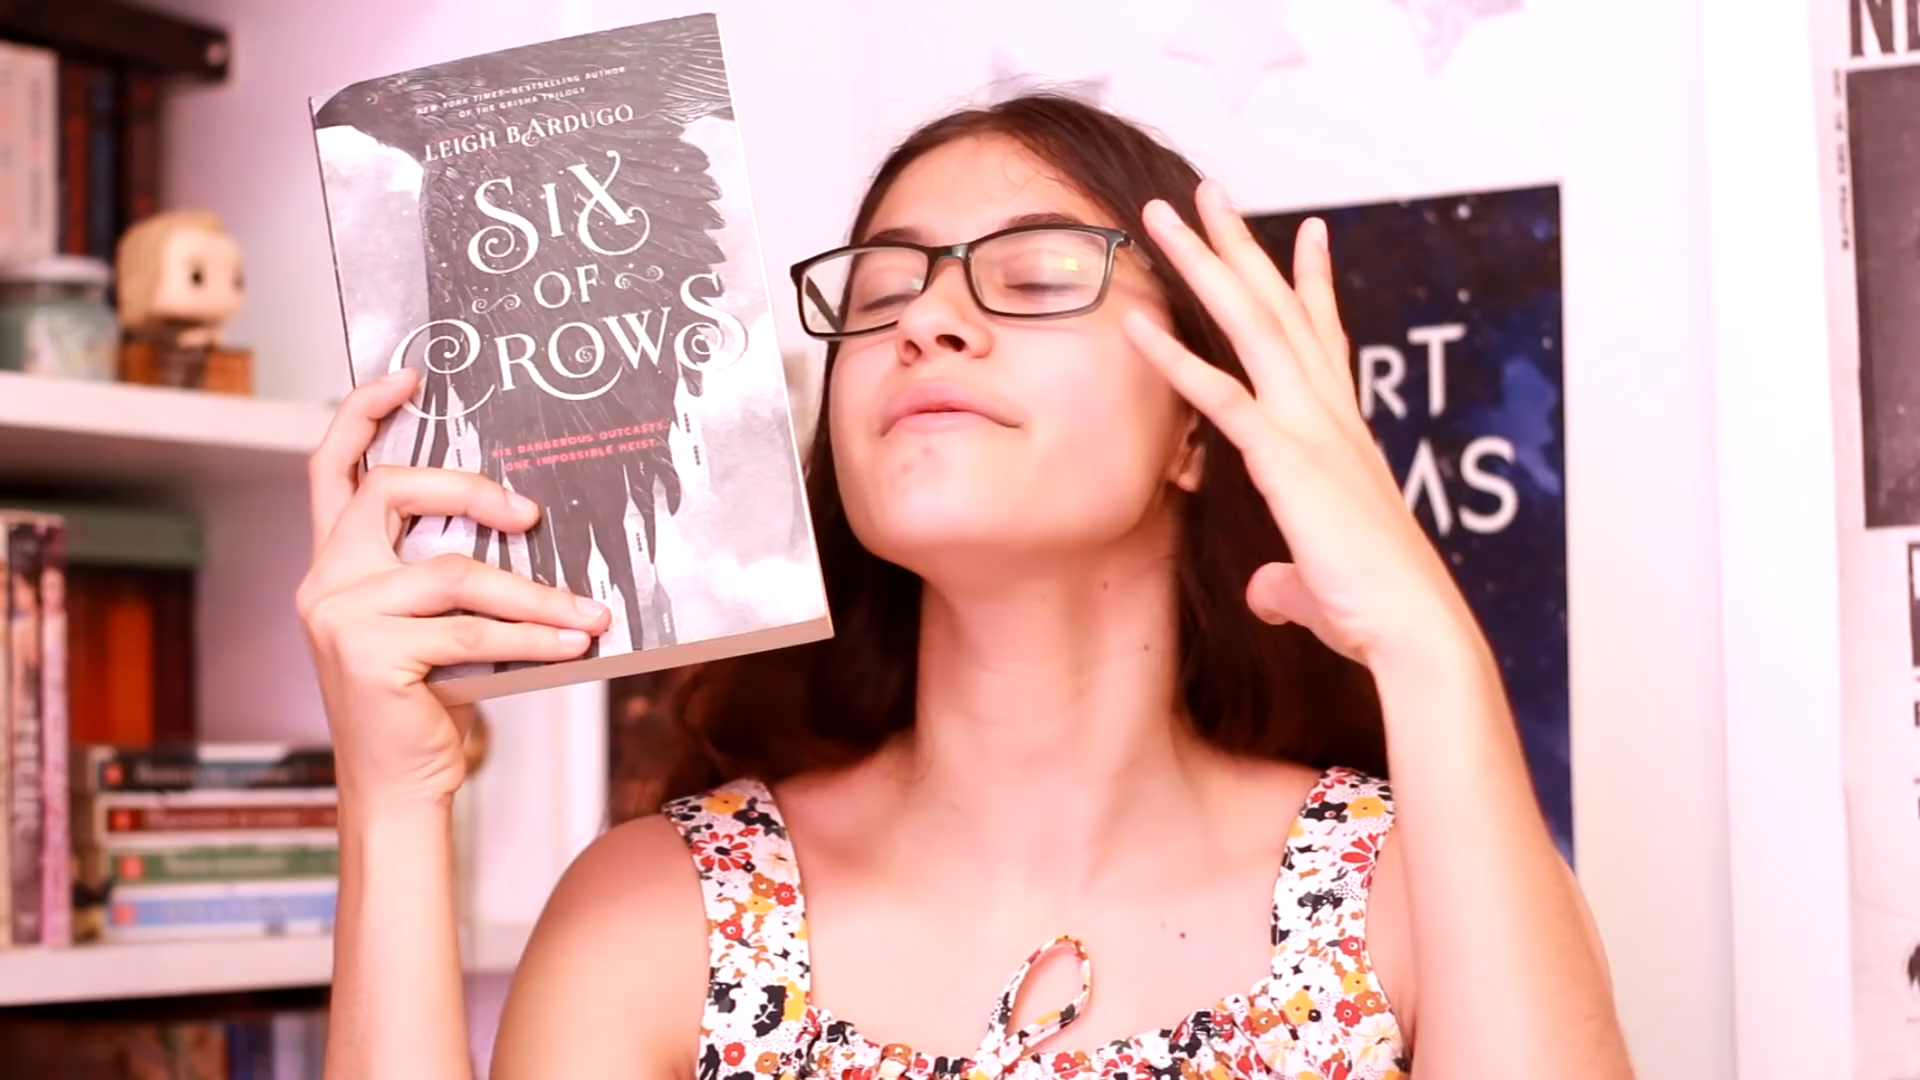 NEW YORK TIMES–BESTSELLING AUTHOR
OF THE GRISHA TRILOGY
LEIGH BARDUGO
SIX
OF
CROWS
SIX DANGEROUS OUTCASTS.
ONE IMPOSSIBLE HEIST.
RT
AS